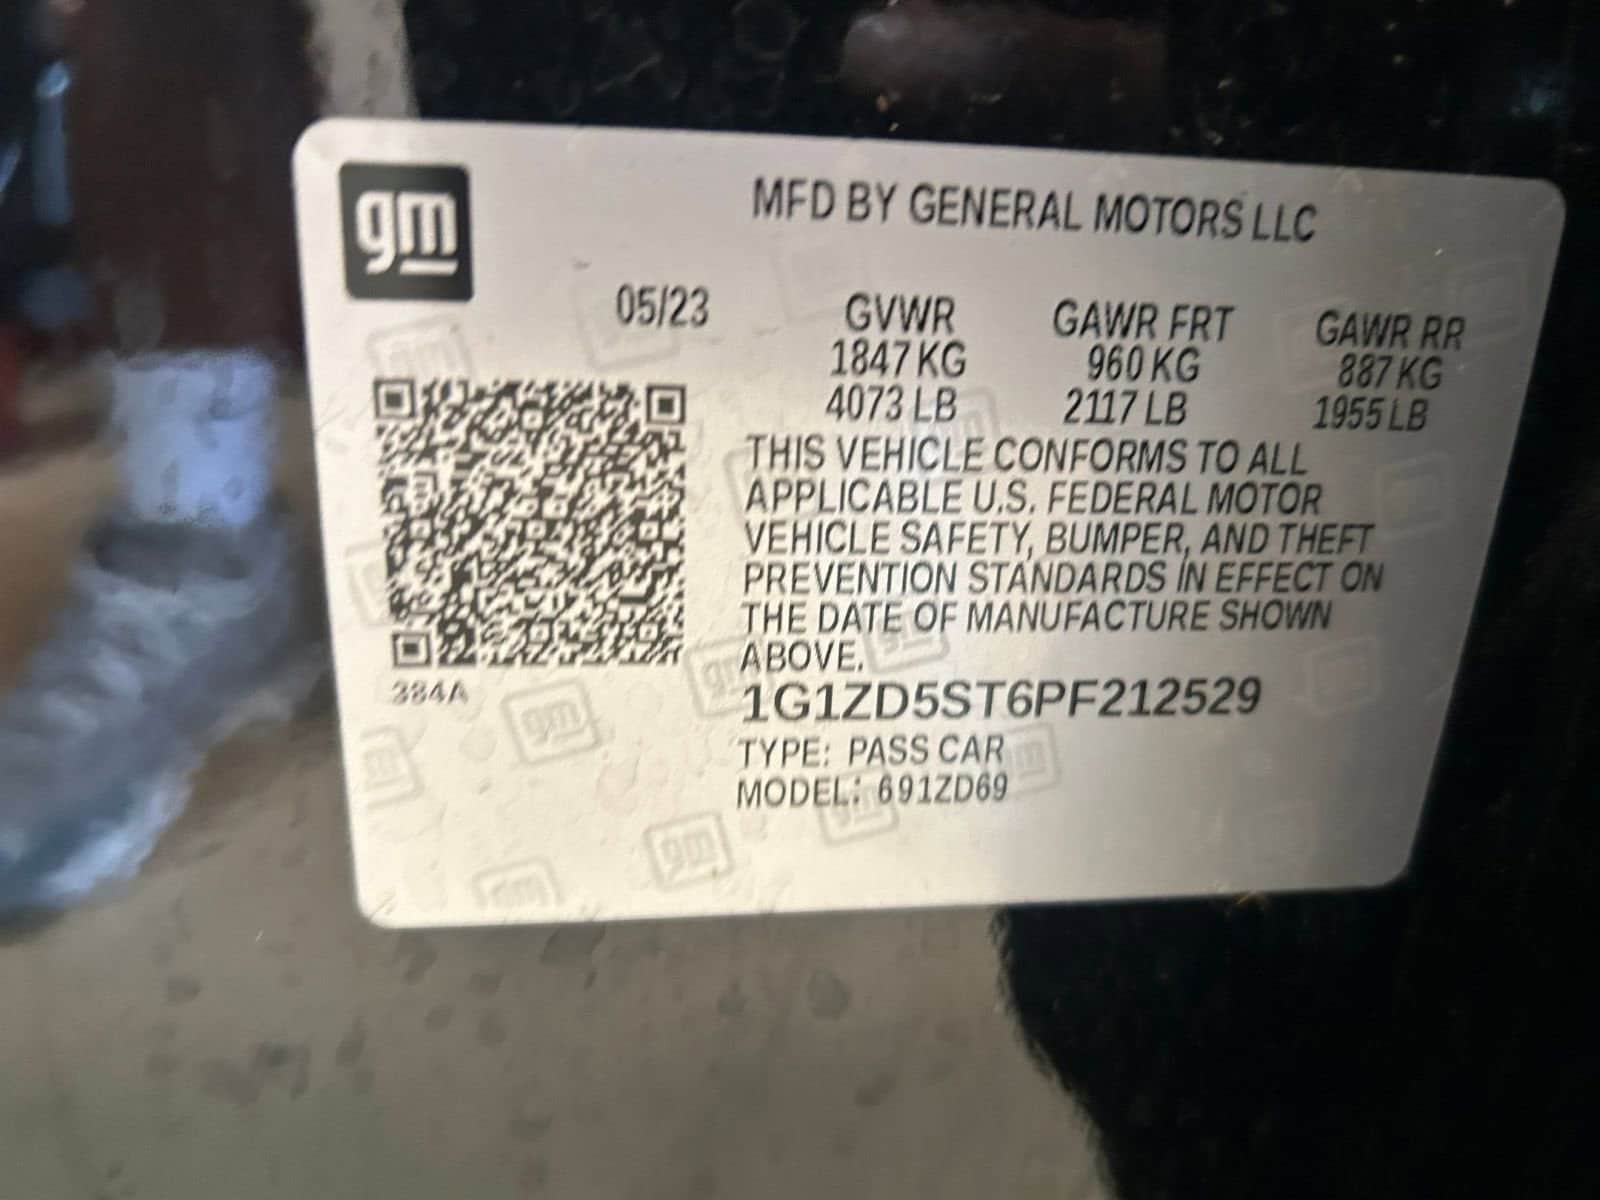 gm
MFD BY GENERAL MOTORS LLC
05/23
GVWR GAWR FRT GAWR RR
1847 KG 960 KG 887 KG
4073 LB 2117 LB 1955 LB
THIS VEHICLE CONFORMS TO ALL
APPLICABLE U.S. FEDERAL MOTOR
VEHICLE SAFETY, BUMPER, AND THEFT
PREVENTION STANDARDS IN EFFECT ON
THE DATE OF MANUFACTURE SHOWN
ABOVE.
384A
1G1ZD5ST6PF212529
TYPE: PASS CAR
MODEL: 691ZD69